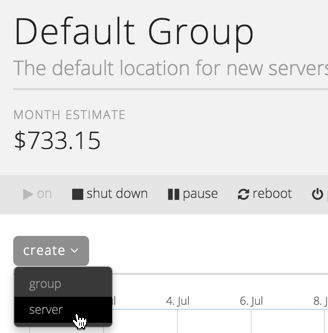 Default Group
The default location for new servers
MONTH ESTIMATE
$733.15
on shut down pause reboot
create
group
server
4. Jul 6. Jul 8.